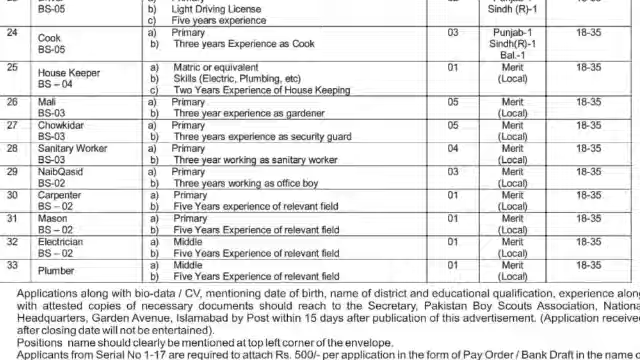 BS-05 b) Light Driving License Sindh (R)-1
c) Five years experience
24 Cook a) Primary 03 Punjab-1 18-35
BS-05 b) Three years Experience as Cook Sindh(R)-1
Bal.-1
25 House Keeper a) Matric or equivalent 01 Merit 18-35
BS – 04 b) Skills (Electric, Plumbing, etc) (Local)
c) Two Years Experience of House Keeping
26 Mali a) Primary 05 Merit 18-35
BS-03 b) Three year experience as gardener (Local)
27 Chowkidar a) Primary 05 Merit 18-35
BS-03 b) Three years experience as security guard (Local)
28 Sanitary Worker a) Primary 04 Merit 18-35
BS-03 b) Three year working as sanitary worker (Local)
29 NaibQasid a) Primary 03 Merit 18-35
BS-02 b) Three years working as office boy (Local)
30 Carpenter a) Primary 01 Merit 18-35
BS – 02 b) Five Years experience of relevant field (Local)
31 Mason a) Primary 01 Merit 18-35
BS – 02 b) Five Years experience of relevant field (Local)
32 Electrician a) Middle 01 Merit 18-35
BS – 02 b) Five Years experience of relevant field (Local)
33 Plumber a) Middle 01 Merit 18-35
b) Five Years experience of relevant field (Local)
Applications along with bio-data / CV, mentioning date of birth, name of district and educational qualification, experience along
with attested copies of necessary documents should reach to the Secretary, Pakistan Boy Scouts Association, National
Headquarters, Garden Avenue, Islamabad by Post within 15 days after publication of this advertisement. (Application received
after closing date will not be entertained).
Positions name should clearly be mentioned at top left corner of the envelope.
Applicants from Serial No 1-17 are required to attach Rs. 500/- per application in the form of Pay Order / Bank Draft in the name of